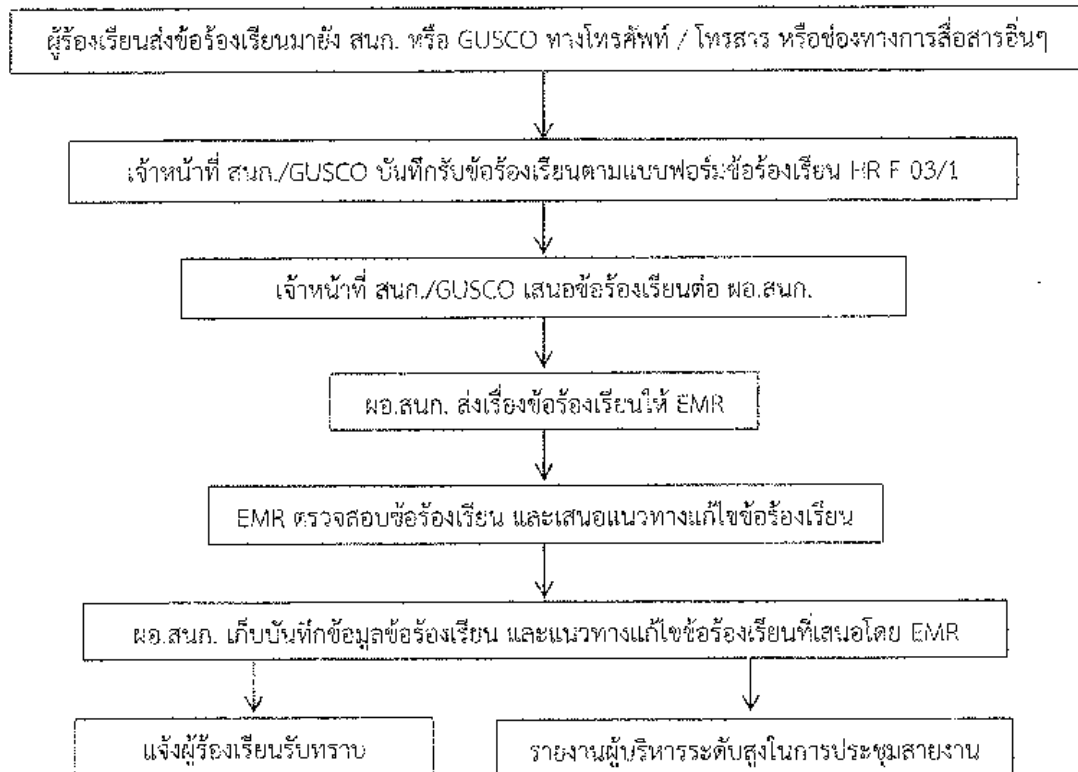 ผู้ร้องเรียนส่งข้อร้องเรียนมายัง สนก. หรือ GUSCO ทางโทรศัพท์ / โทรสาร หรือช่องทางการสื่อสารอื่นๆ
เจ้าหน้าที่ สนก./GUSCO บันทึกรับข้อร้องเรียนตามแบบฟอร์มข้อร้องเรียน HR F 03/1
เจ้าหน้าที่ สนก./GUSCO เสนอข้อร้องเรียนต่อ ผอ.สนก.
ผอ.สนก. ส่งเรื่องข้อร้องเรียนให้ EMR
EMR ตรวจสอบข้อร้องเรียน และเสนอแนวทางแก้ไขข้อร้องเรียน
ผอ.สนก. เก็บบันทึกข้อมูลข้อร้องเรียน และแนวทางแก้ไขข้อร้องเรียนที่เสนอโดย EMR
แจ้งผู้ร้องเรียนรับทราบ
รายงานผู้บริหารระดับสูงในการประชุมสายงาน